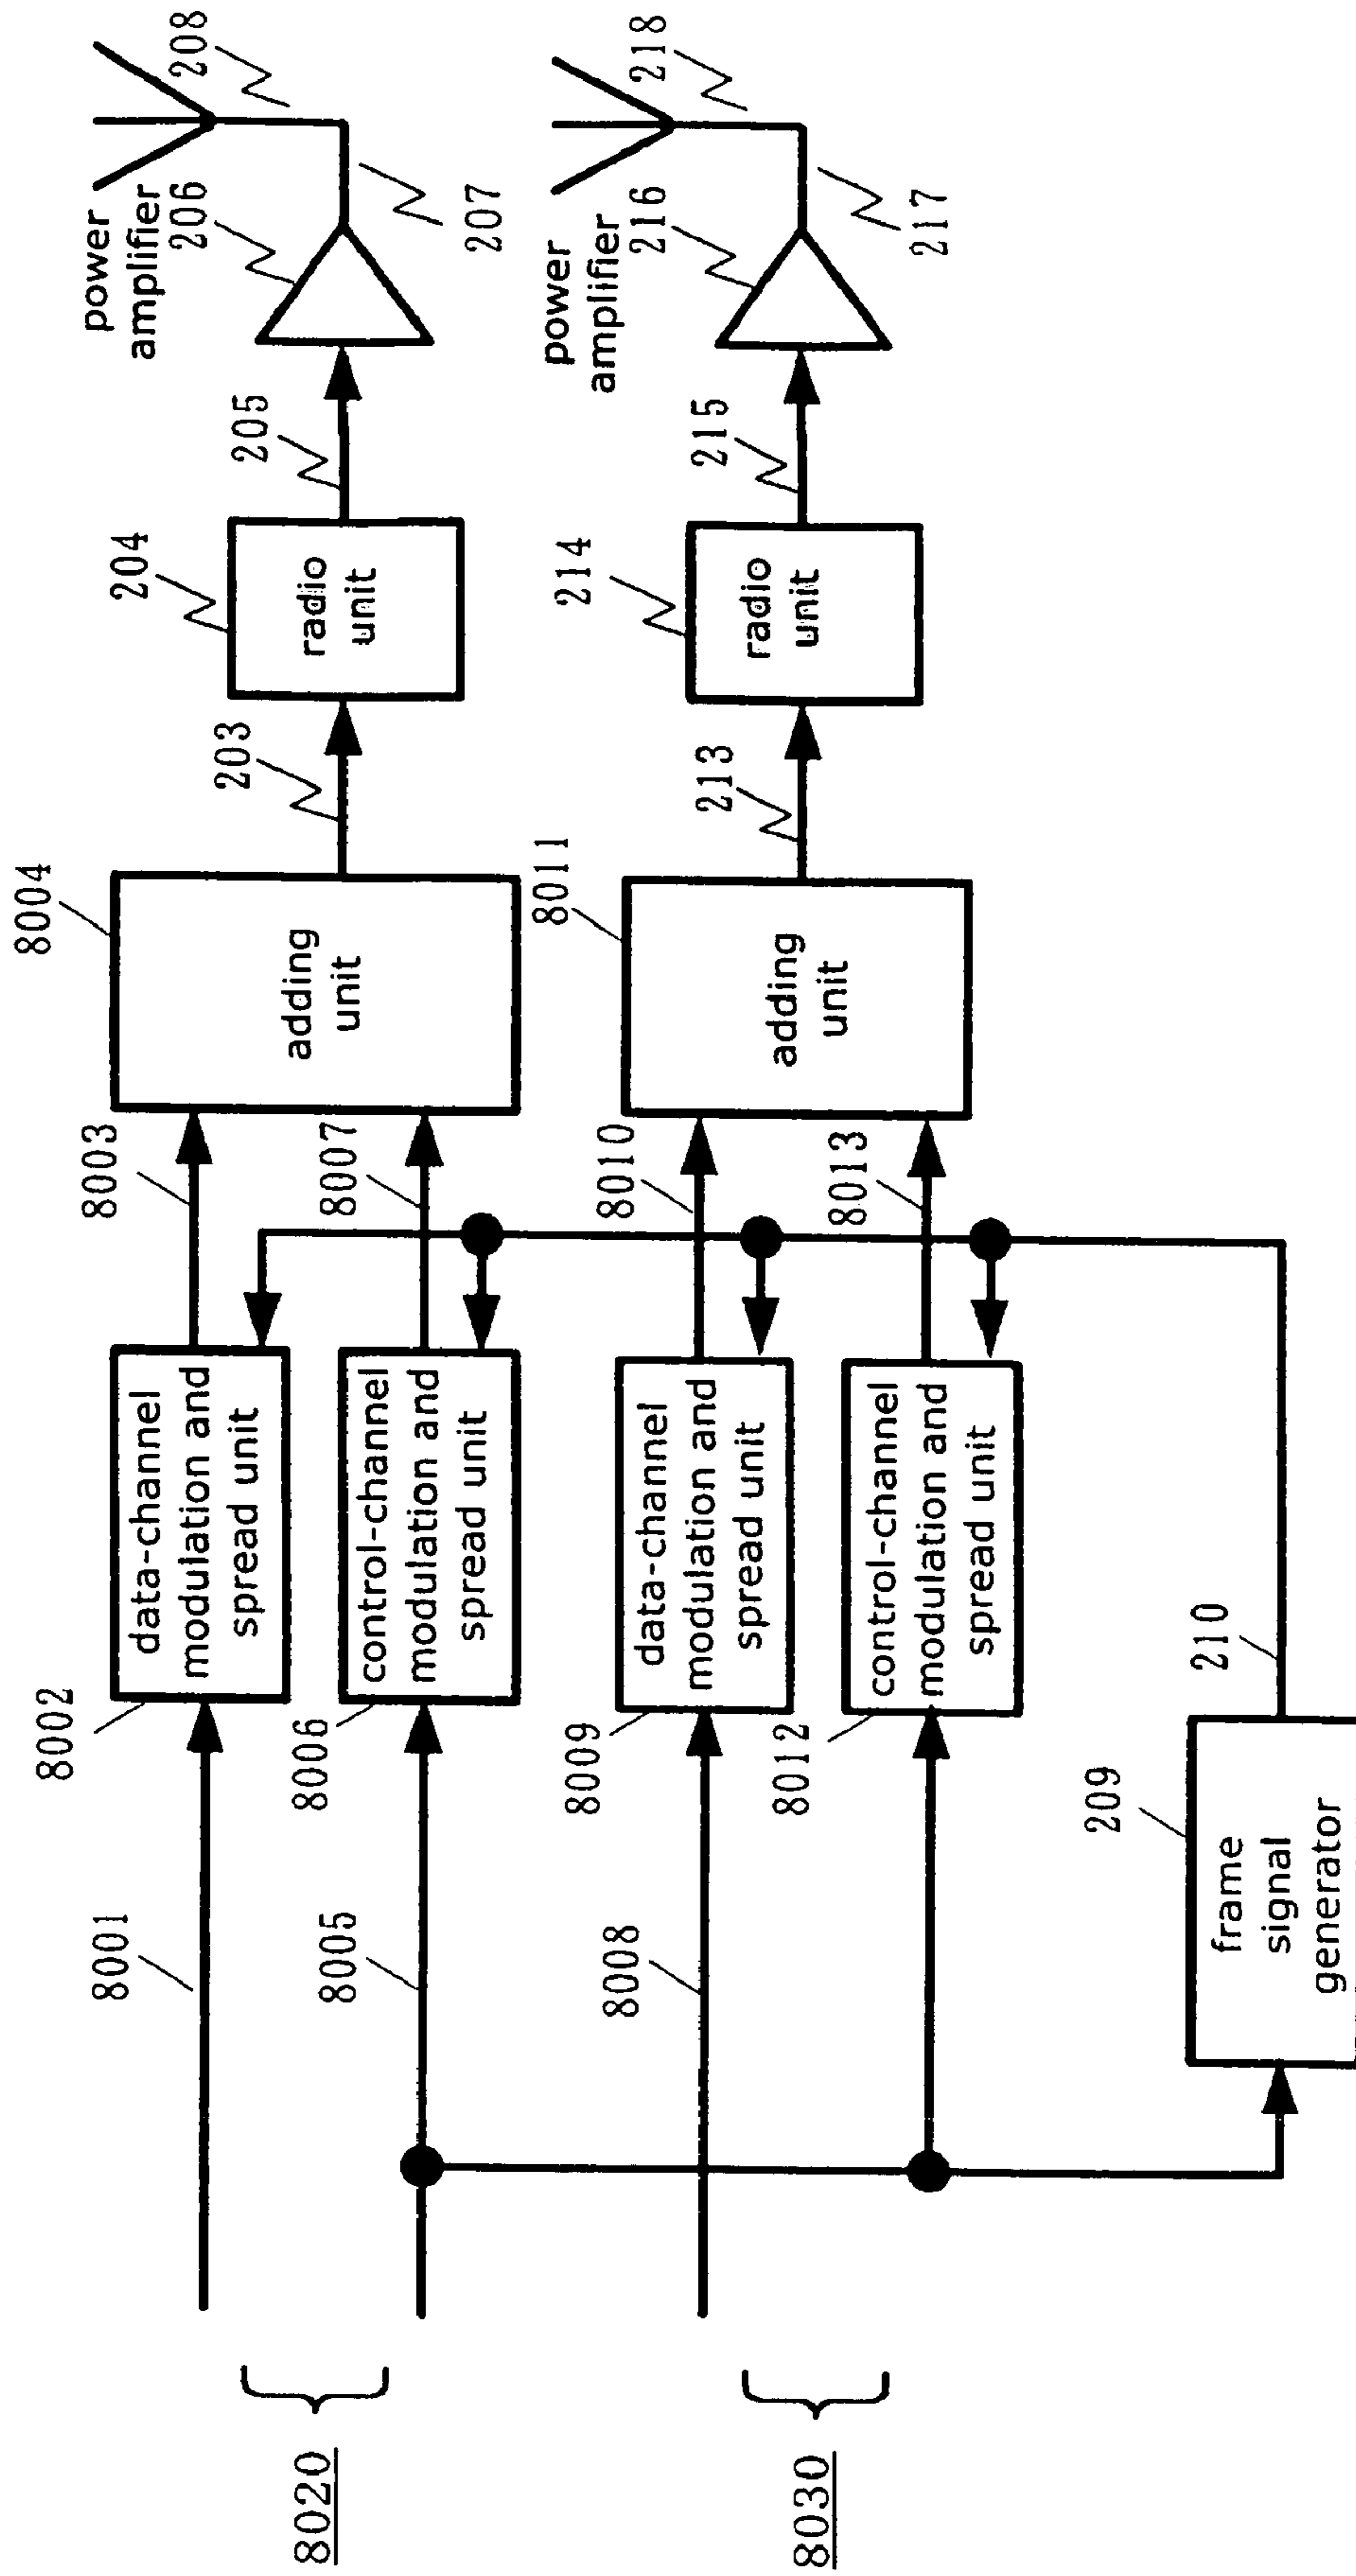 8020
8001
8002
data-channel
modulation and
spread unit
8003
8004
adding
unit
203
204
radio
unit
205
power
amplifier
206
207
208
8005
8006
control-channel
modulation and
spread unit
8007
8030
8008
8009
data-channel
modulation and
spread unit
8010
8011
adding
unit
213
214
radio
unit
215
power
amplifier
216
217
218
8012
control-channel
modulation and
spread unit
8013
209
frame
signal
generator
210